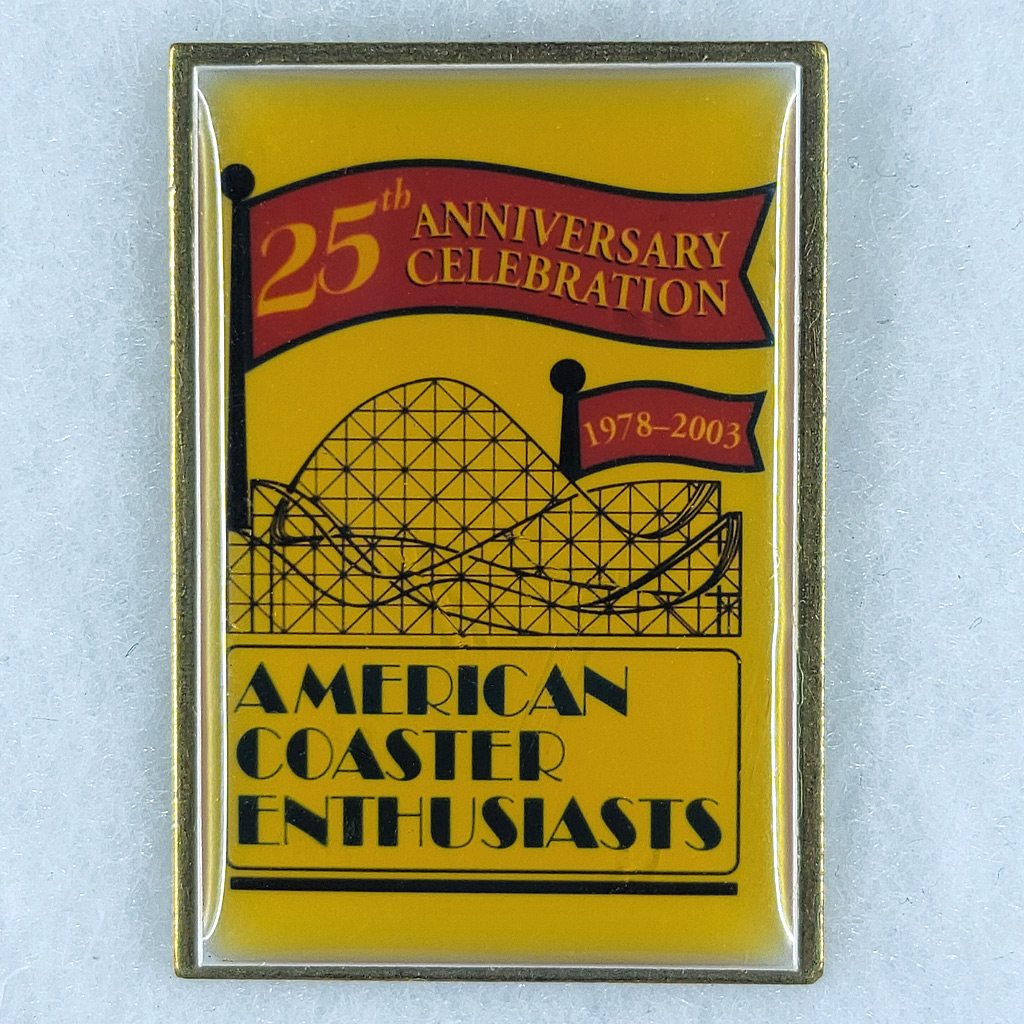 25th ANNIVERSARY
CELEBRATION
1978–2003
AMERICAN
COASTER
ENTHUSIASTS